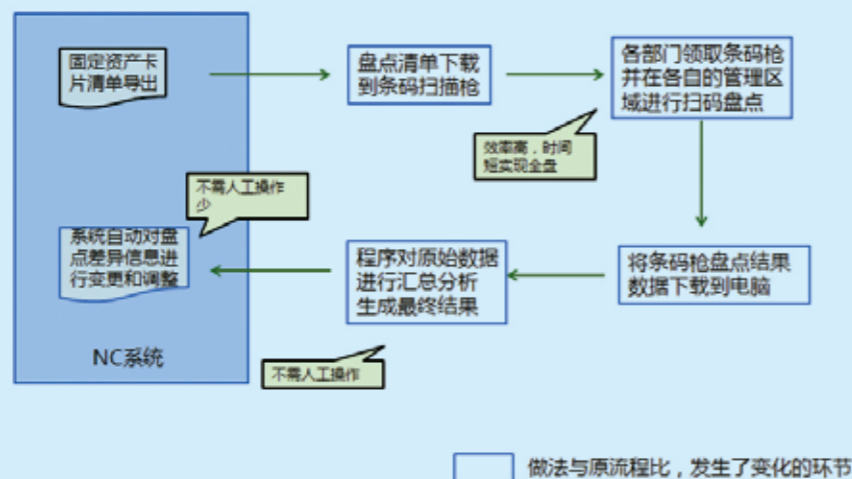 固定资产卡
片清单导出
盘点清单下载
到条码扫描枪
各部门领取条码枪
并在各自的管理区
域进行扫码盘点
效率高，时间
短实现全盘
不需人工操作
少
系统自动对盘
点差异信息进
行变更和调整
程序对原始数据
进行汇总分析
生成最终结果
将条码枪盘点结果
数据下载到电脑
NC系统
不需人工操作
做法与原流程比，发生了变化的环节